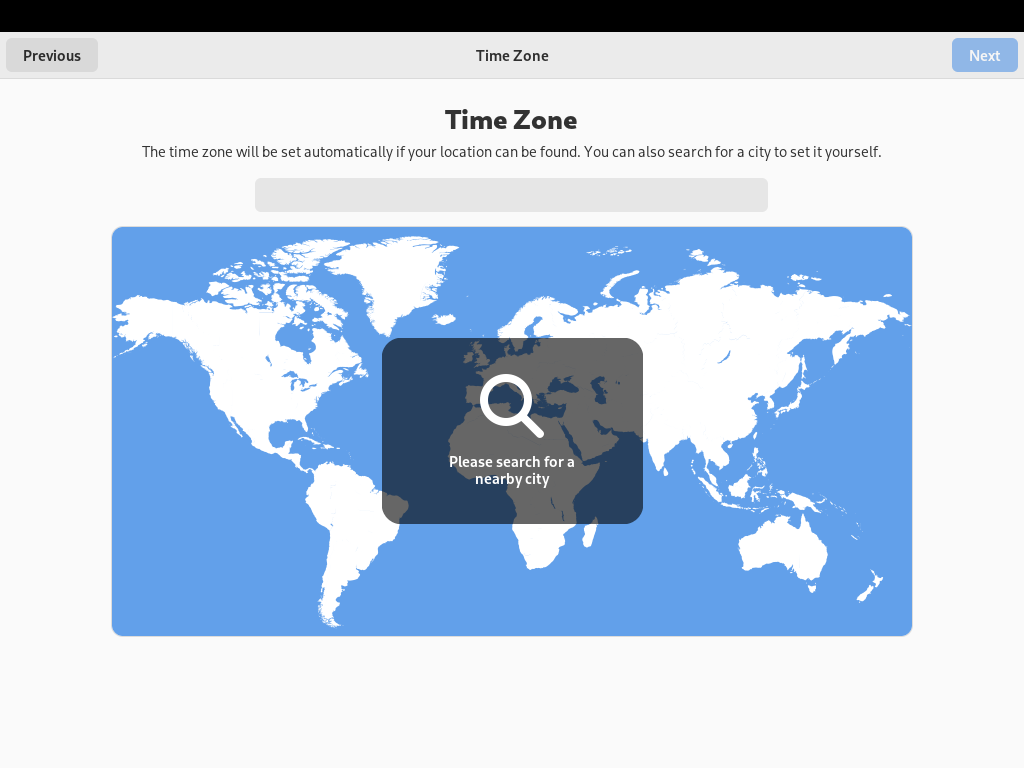 Previous
Time Zone
Next
Time Zone
The time zone will be set automatically if your location can be found. You can also search for a city to set it yourself.
Please search for a
nearby city